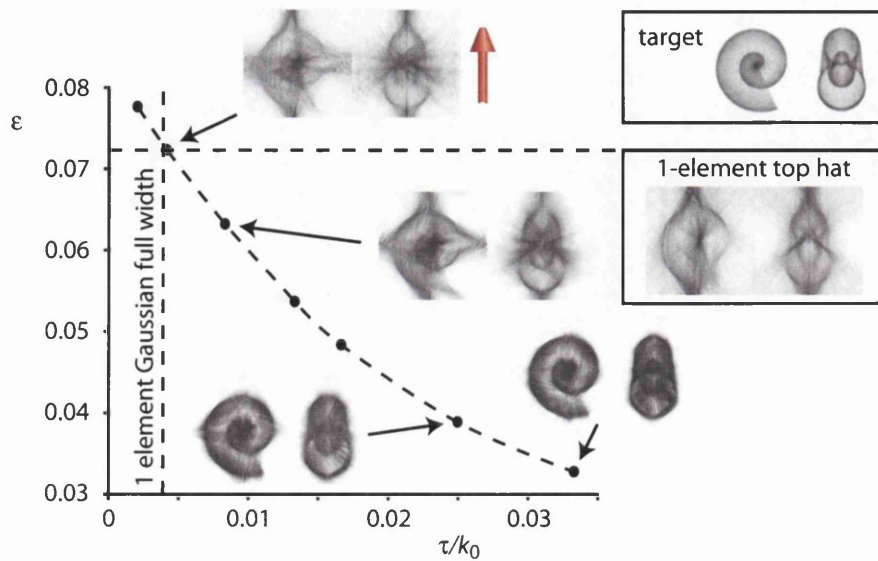 target
0.08
ε
0.07
1-element top hat
0.06
1 element Gaussian full width
0.05
0.04
0.03
0
0.01
0.02
0.03
τ/k₀